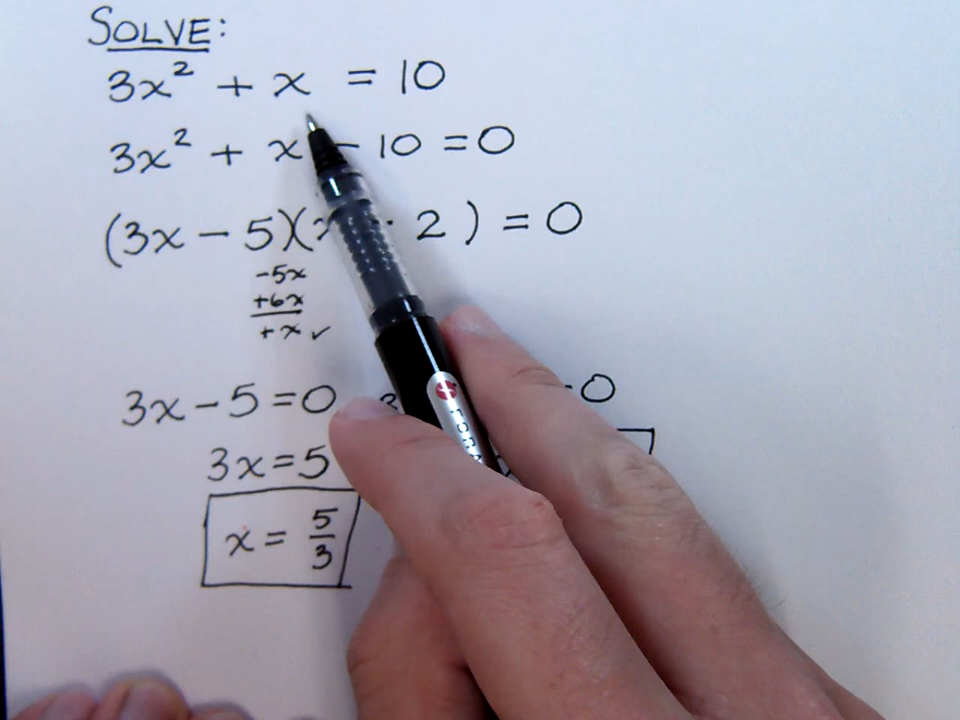 SOLVE:
3x² + x = 10
3x² + x − 10 = 0
(3x − 5)(x 2 ) = 0
-5x
+6x
+x ✓
3x − 5 = 0 = 0
3x = 5
x = 5/3